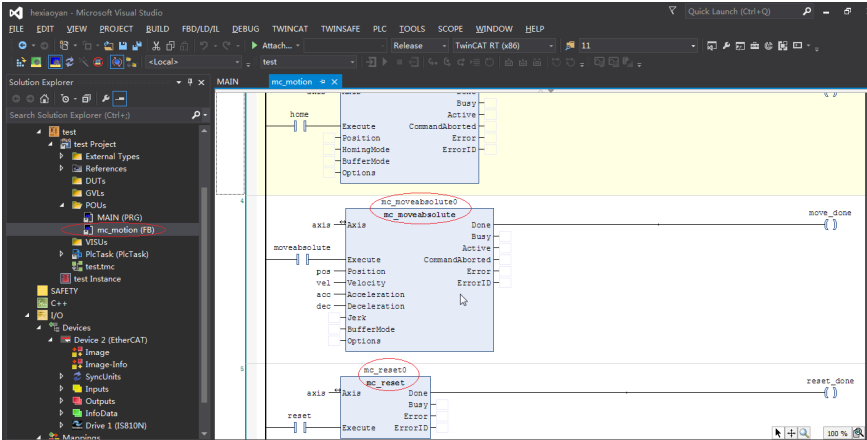 hexiaoyan - Microsoft Visual Studio
Quick Launch (Ctrl+Q)
FILE EDIT VIEW PROJECT BUILD FBD/LD/IL DEBUG TWINCAT TWINSAFE PLC TOOLS SCOPE WINDOW HELP
Attach... Release TwinCAT RT (x86) 11
<Local> test
Solution Explorer
MAIN mc_motion
Search Solution Explorer (Ctrl+;)
test
test Project
External Types
References
DUTs
GVLs
POUs
MAIN (PRG)
mc_motion (FB)
VISUs
PlcTask (PlcTask)
test.tmc
test Instance
SAFETY
C++
I/O
Devices
Device 2 (EtherCAT)
Image
Image-Info
SyncUnits
Inputs
Outputs
InfoData
Drive 1 (IS810N)
Mappings
Busy
home Active
Execute CommandAborted
Position Error
HomingMode ErrorID
BufferMode
Options
4
mc_moveabsolute0
mc_moveabsolute
move_done
axis Axis Done
Busy
moveabsolute Active
Execute CommandAborted
pos Position Error
vel Velocity ErrorID
acc Acceleration
dec Deceleration
Jerk
BufferMode
Options
5
mc_reset0
mc_reset
reset_done
axis Axis Done
Busy
reset Error
Execute ErrorID
100 %